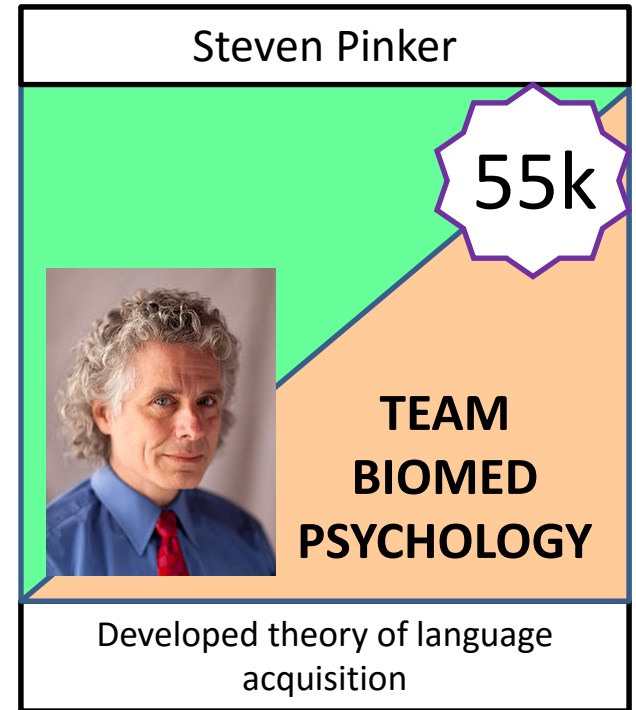 Steven Pinker
55k
TEAM
BIOMED
PSYCHOLOGY
Developed theory of language
acquisition